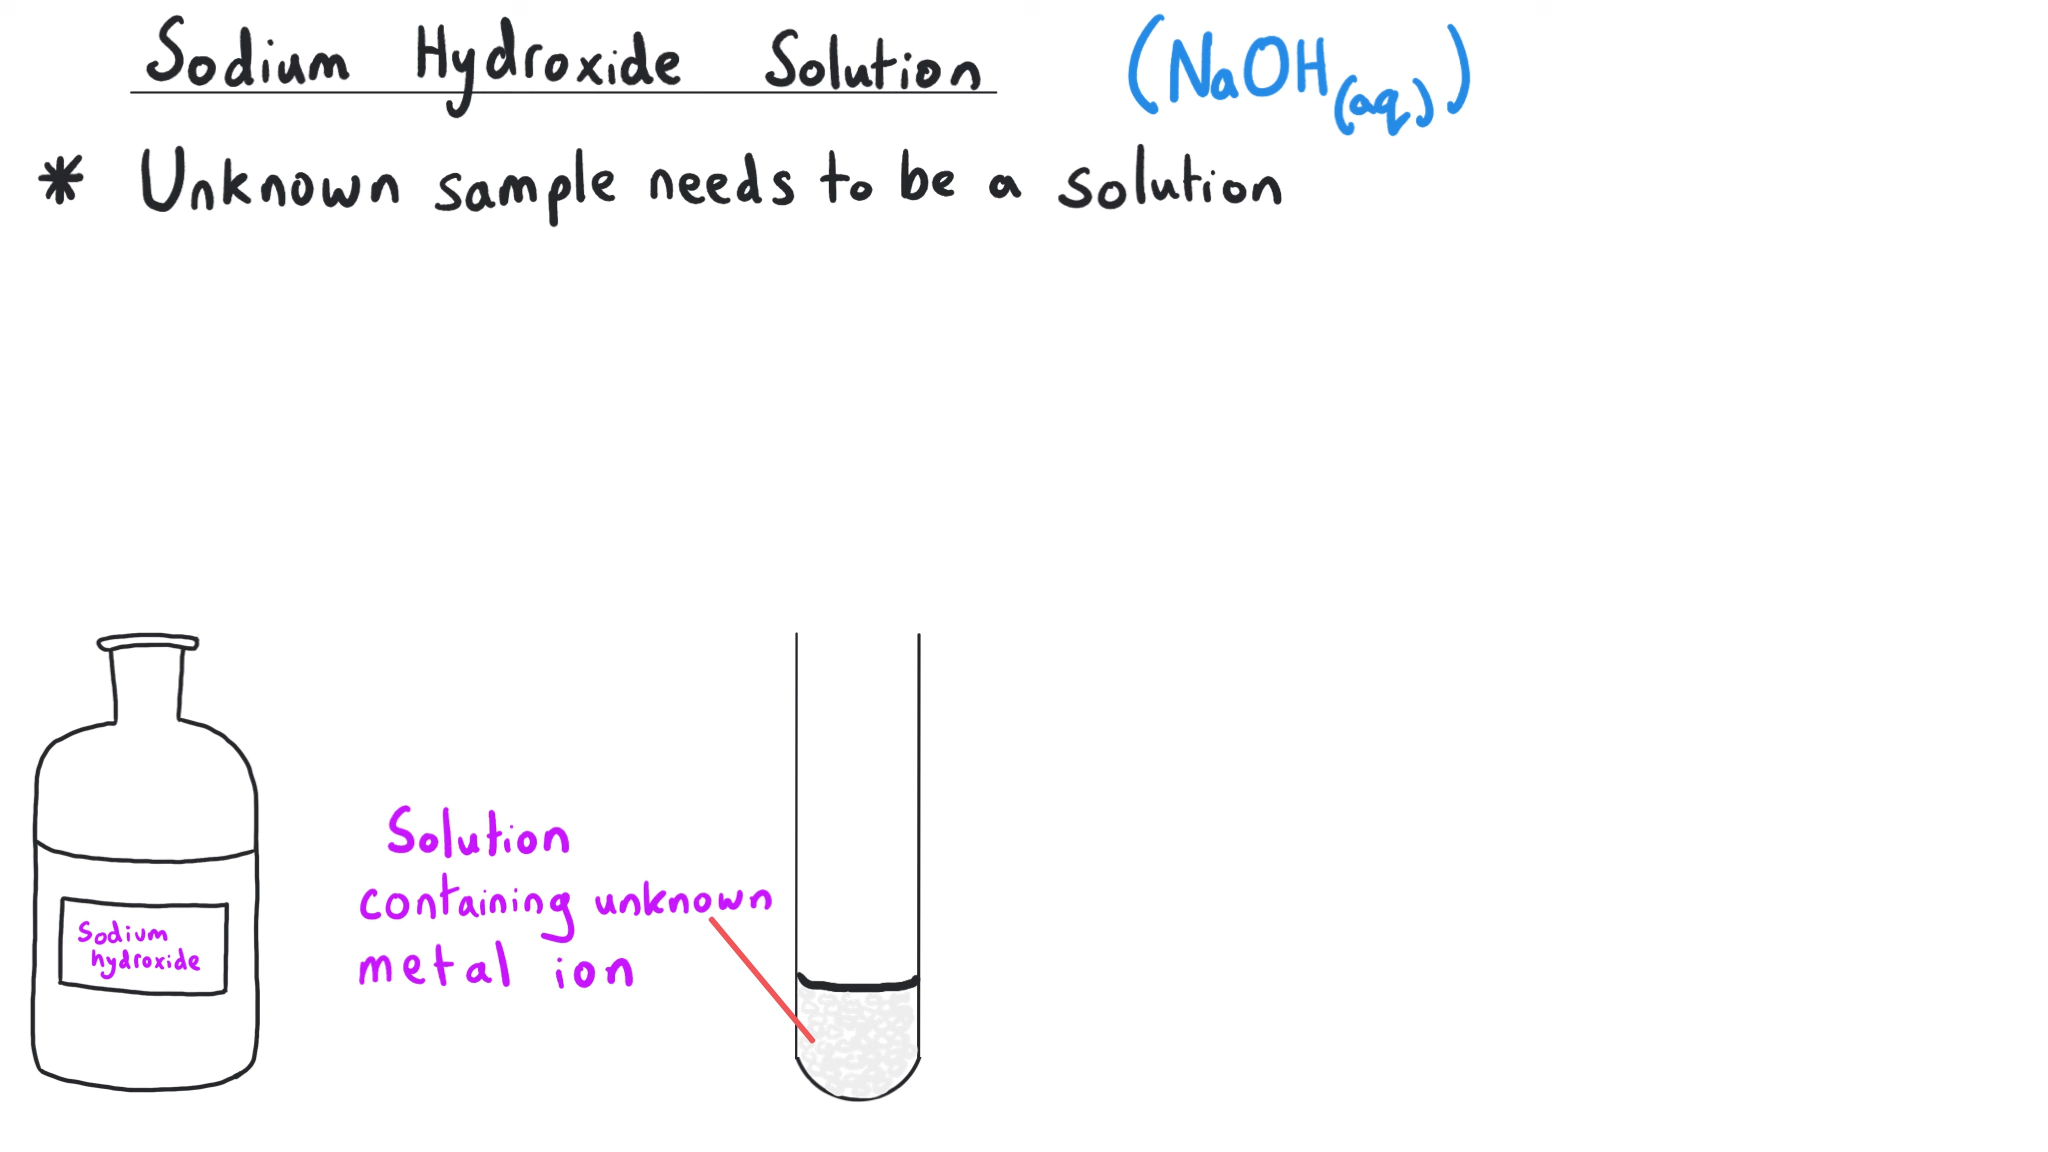 Sodium Hydroxide Solution (NaOH(aq))
* Unknown sample needs to be a solution
Solution
containing unknown
metal ion
Sodium
hydroxide